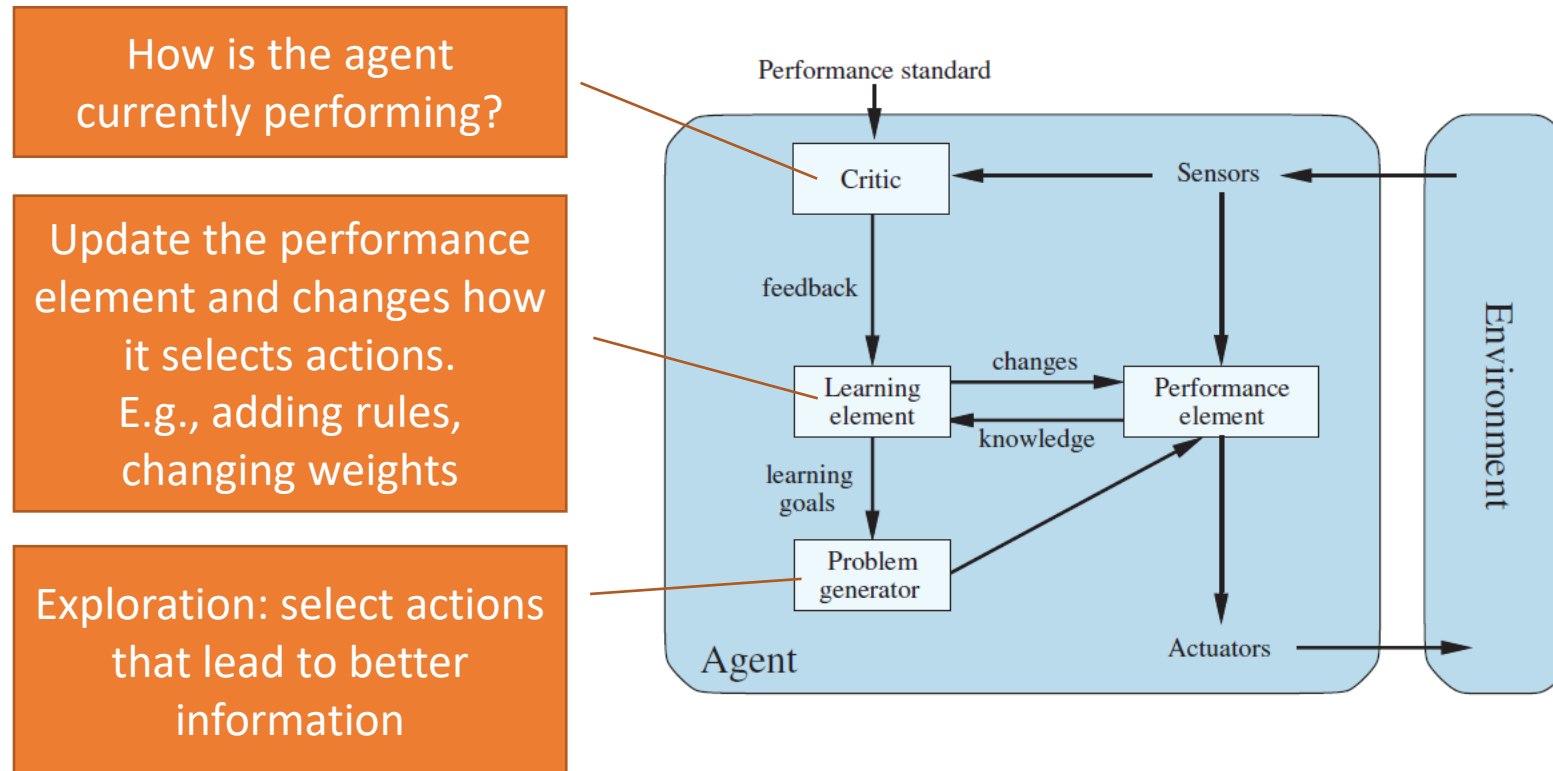 How is the agent
currently performing?
Update the performance
element and changes how
it selects actions.
E.g., adding rules,
changing weights
Exploration: select actions
that lead to better
information
Performance standard
Critic
Sensors
feedback
changes
Learning
element
Performance
element
knowledge
learning
goals
Problem
generator
Agent
Actuators
Environment